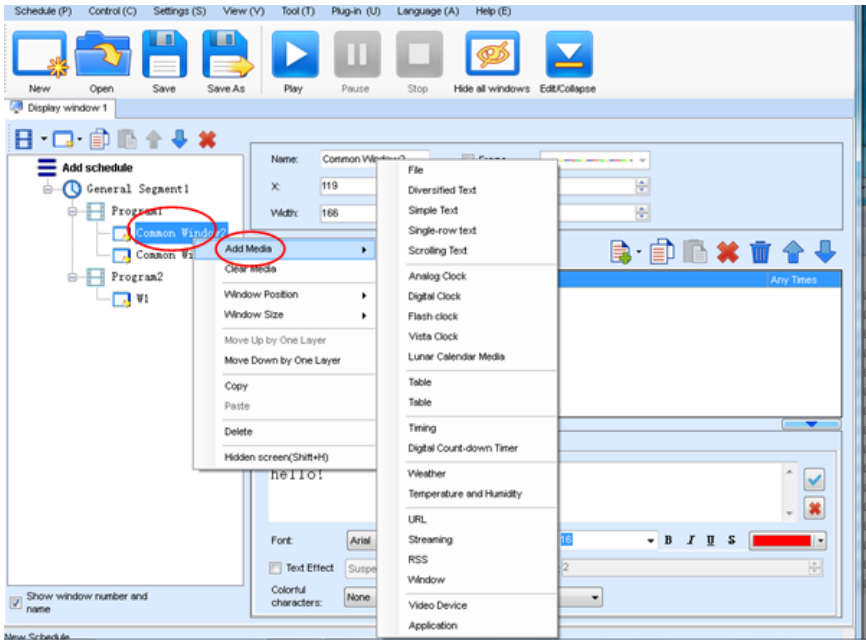 Schedule (P) Control (C) Settings (S) View (V) Tool (T) Plug-in (U) Language (A) Help (E)
New Open Save Save As Play Pause Stop Hide all windows Edit/Collapse
Display window 1
Add schedule
General Segment1
Program1
Common Window2
Common Wi
Program2
W1
Show window number and
name
New Schedule
Name: Common Window2 Frame
X: 119
Width: 166
Any Times
hello!
Font: Arial 16 B I U S
Text Effect Suspe 2
Colorful
characters: None
Add Media
Clear Media
Window Position
Window Size
Move Up by One Layer
Move Down by One Layer
Copy
Paste
Delete
Hidden screen(Shift+H)
File
Diversified Text
Simple Text
Single-row text
Scrolling Text
Analog Clock
Digital Clock
Flash clock
Vista Clock
Lunar Calendar Media
Table
Table
Timing
Digital Count-down Timer
Weather
Temperature and Humidity
URL
Streaming
RSS
Window
Video Device
Application